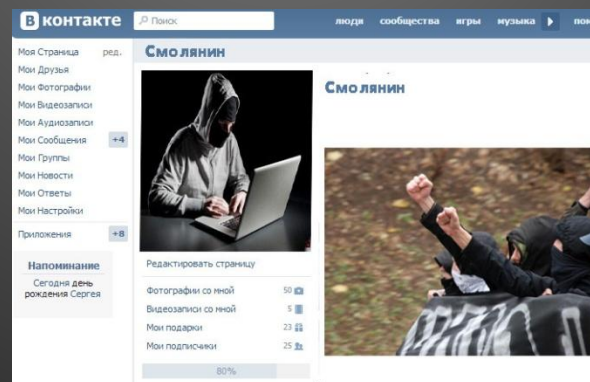 В контакте
Поиск
люди сообщества игры музыка
Моя Страница ред.
Мои Друзья
Мои Фотографии
Мои Видеозаписи
Мои Аудиозаписи
Мои Сообщения +4
Мои Группы
Мои Новости
Мои Ответы
Мои Настройки
Приложения +8
Напоминание
Сегодня день
рождения Сергея
Смолянин
Редактировать страницу
Фотографии со мной 50
Видеозаписи со мной 5
Мои подарки 23
Мои подписчики 25
80%
Смолянин